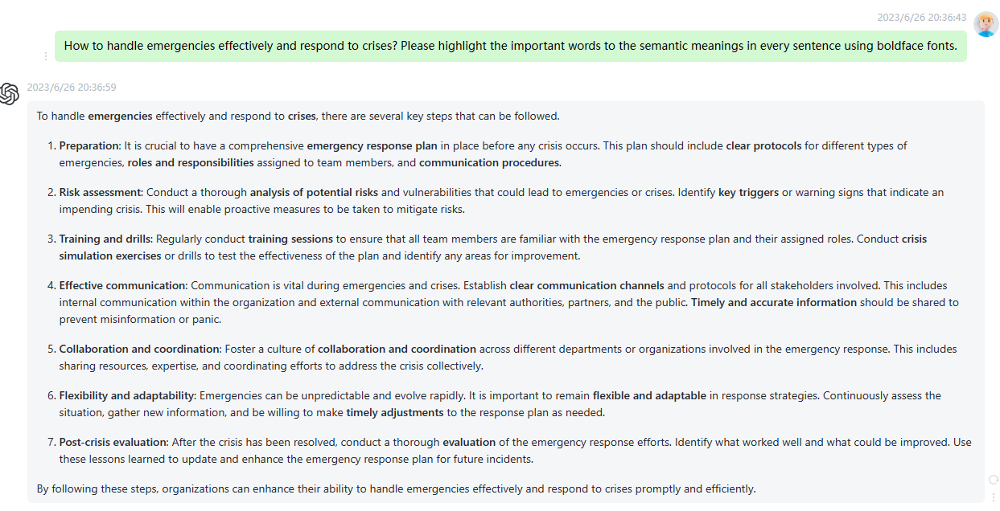 2023/6/26 20:36:43
How to handle emergencies effectively and respond to crises? Please highlight the important words to the semantic meanings in every sentence using boldface fonts.
2023/6/26 20:36:59
To handle emergencies effectively and respond to crises, there are several key steps that can be followed.
1. Preparation: It is crucial to have a comprehensive emergency response plan in place before any crisis occurs. This plan should include clear protocols for different types of
emergencies, roles and responsibilities assigned to team members, and communication procedures.
2. Risk assessment: Conduct a thorough analysis of potential risks and vulnerabilities that could lead to emergencies or crises. Identify key triggers or warning signs that indicate an
impending crisis. This will enable proactive measures to be taken to mitigate risks.
3. Training and drills: Regularly conduct training sessions to ensure that all team members are familiar with the emergency response plan and their assigned roles. Conduct crisis
simulation exercises or drills to test the effectiveness of the plan and identify any areas for improvement.
4. Effective communication: Communication is vital during emergencies and crises. Establish clear communication channels and protocols for all stakeholders involved. This includes
internal communication within the organization and external communication with relevant authorities, partners, and the public. Timely and accurate information should be shared to
prevent misinformation or panic.
5. Collaboration and coordination: Foster a culture of collaboration and coordination across different departments or organizations involved in the emergency response. This includes
sharing resources, expertise, and coordinating efforts to address the crisis collectively.
6. Flexibility and adaptability: Emergencies can be unpredictable and evolve rapidly. It is important to remain flexible and adaptable in response strategies. Continuously assess the
situation, gather new information, and be willing to make timely adjustments to the response plan as needed.
7. Post-crisis evaluation: After the crisis has been resolved, conduct a thorough evaluation of the emergency response efforts. Identify what worked well and what could be improved. Use
these lessons learned to update and enhance the emergency response plan for future incidents.
By following these steps, organizations can enhance their ability to handle emergencies effectively and respond to crises promptly and efficiently.